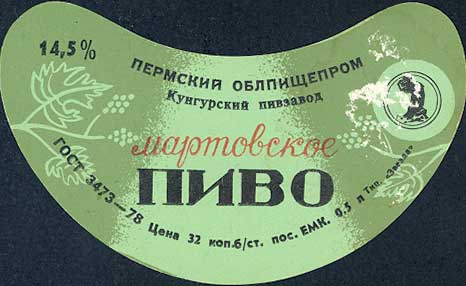 14,5%
ПЕРМСКИЙ ОБЛПИЩЕПРОМ
Кунгурский пивзавод
мартовское
ПИВО
ГОСТ 3473—78 Цена 32 коп.б/ст. пос. ЕМК. 0,5 л Тип. «Звезда»